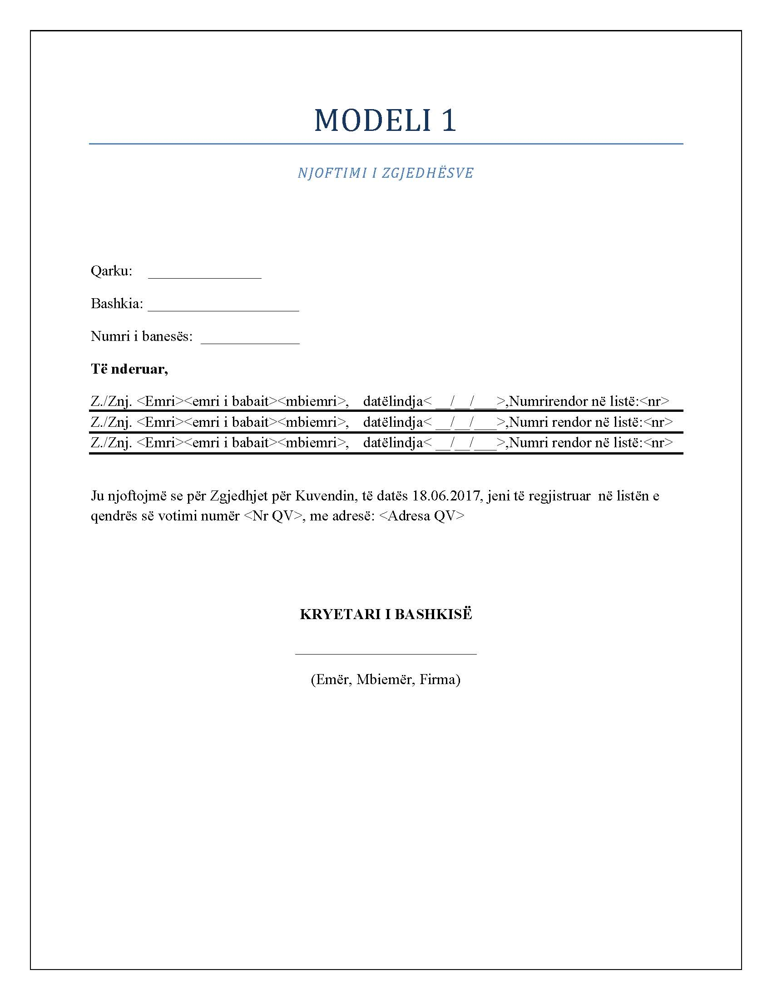 MODELI 1
NJOFTIMI I ZGJEDHËSVE
Qarku: _______________
Bashkia: ____________________
Numri i banesës: _____________
Të nderuar,
Z./Znj. <Emri><emri i babait><mbiemri>, datëlindja< __/__/___>,Numrirendor në listë:<nr>
Z./Znj. <Emri><emri i babait><mbiemri>, datëlindja< __/__/___>,Numri rendor në listë:<nr>
Z./Znj. <Emri><emri i babait><mbiemri>, datëlindja< __/__/___>,Numri rendor në listë:<nr>
Ju njoftojmë se për Zgjedhjet për Kuvendin, të datës 18.06.2017, jeni të regjistruar në listën e
qendrës së votimi numër <Nr QV>, me adresë: <Adresa QV>
KRYETARI I BASHKISË
________________________
(Emër, Mbiemër, Firma)